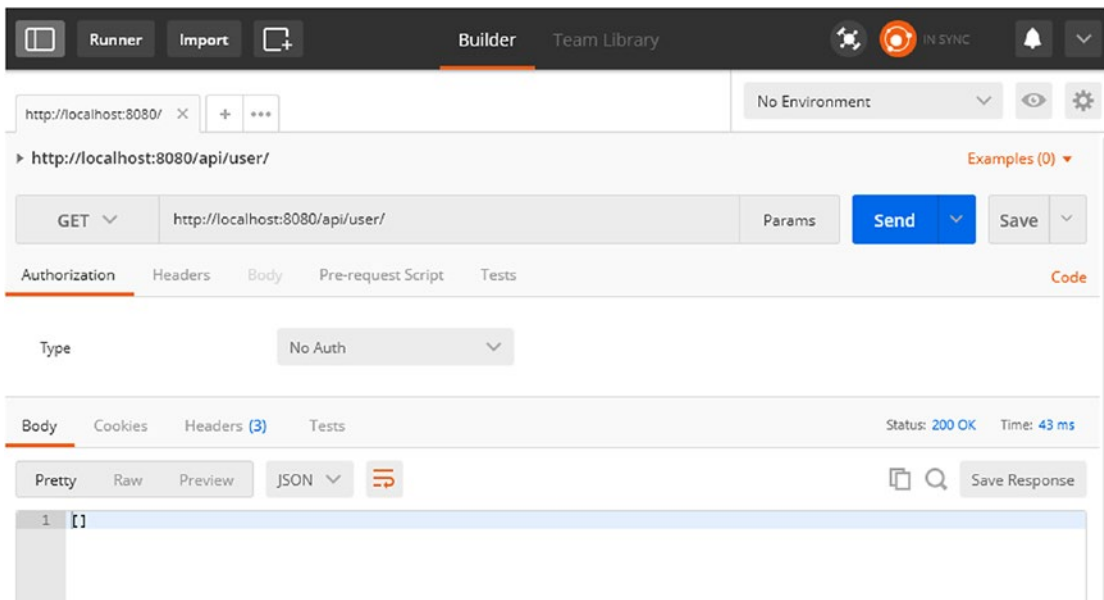 Runner Import Builder Team Library IN SYNC
http://localhost:8080/ No Environment
http://localhost:8080/api/user/ Examples (0)
GET http://localhost:8080/api/user/ Params Send Save
Authorization Headers Body Pre-request Script Tests Code
Type No Auth
Body Cookies Headers (3) Tests Status: 200 OK Time: 43 ms
Pretty Raw Preview JSON Save Response
1 []